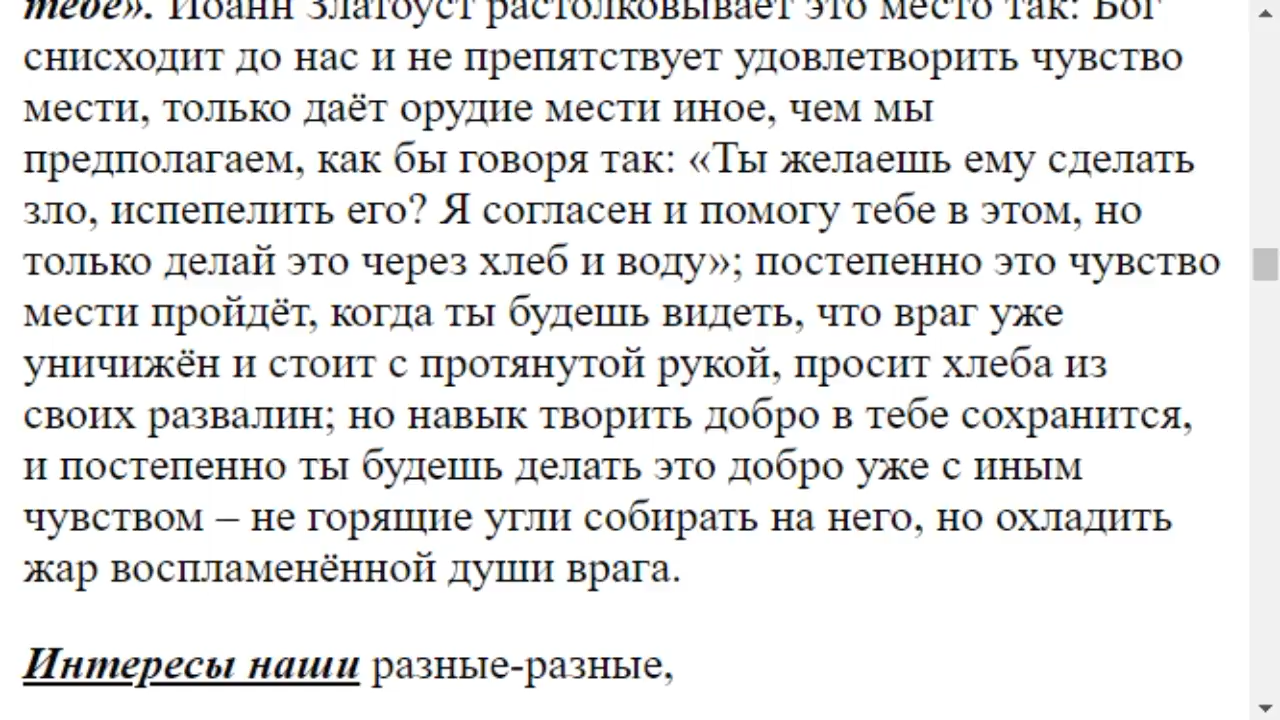 тебе». Иоанн Златоуст растолковывает это место так: Бог
снисходит до нас и не препятствует удовлетворить чувство
мести, только даёт орудие мести иное, чем мы
предполагаем, как бы говоря так: «Ты желаешь ему сделать
зло, испепелить его? Я согласен и помогу тебе в этом, но
только делай это через хлеб и воду»; постепенно это чувство
мести пройдёт, когда ты будешь видеть, что враг уже
уничижён и стоит с протянутой рукой, просит хлеба из
своих развалин; но навык творить добро в тебе сохранится,
и постепенно ты будешь делать это добро уже с иным
чувством – не горящие угли собирать на него, но охладить
жар воспламенённой души врага.
Интересы наши разные-разные,